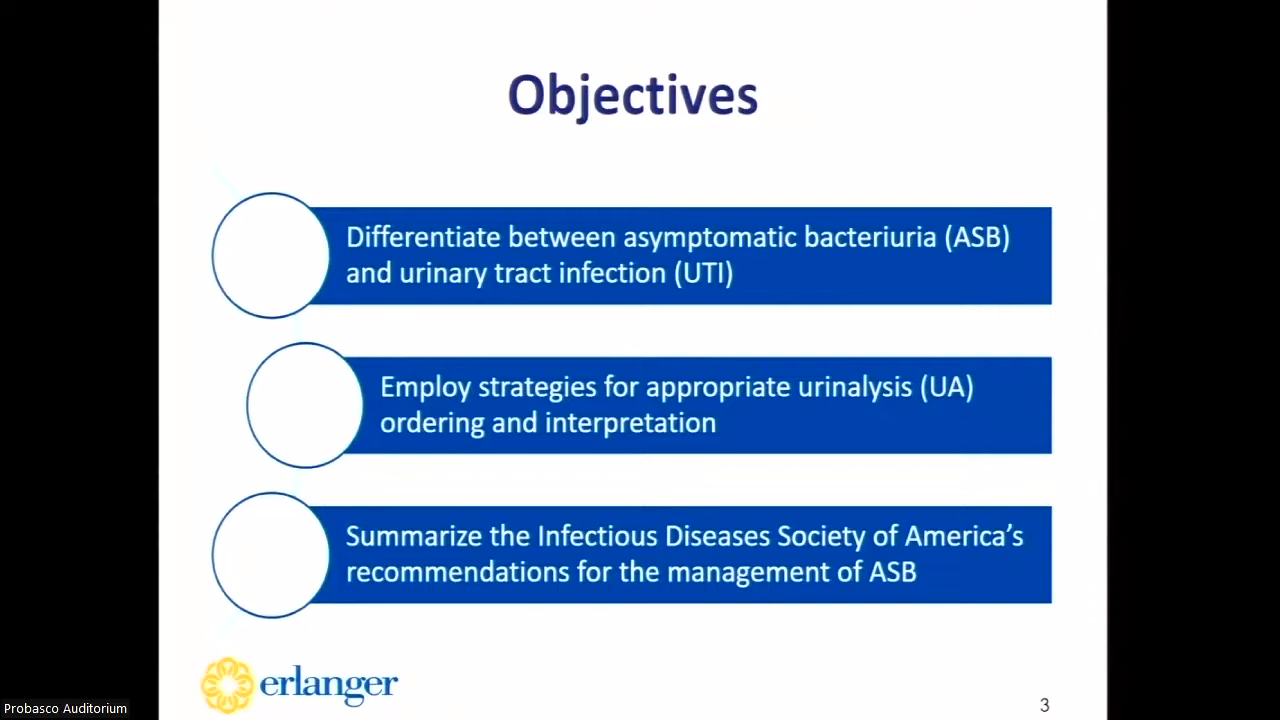 Objectives
Differentiate between asymptomatic bacteriuria (ASB)
and urinary tract infection (UTI)
Employ strategies for appropriate urinalysis (UA)
ordering and interpretation
Summarize the Infectious Diseases Society of America’s
recommendations for the management of ASB
erlanger
3
Probasco Auditorium